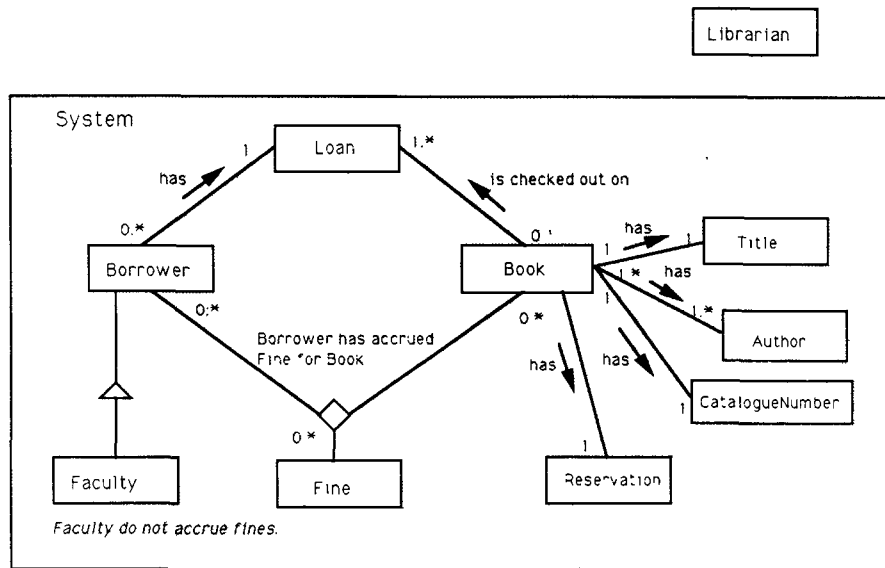 Librarian
System
Loan
1
1.*
has
is checked out on
0.*
0
Borrower
Book
1
has
1
Title
1.*
has
1
1.*
Author
0.*
0*
Borrower has accrued
Fine for Book
has
has
1
CatalogueNumber
0*
1
Faculty
Fine
Reservation
Faculty do not accrue fines.